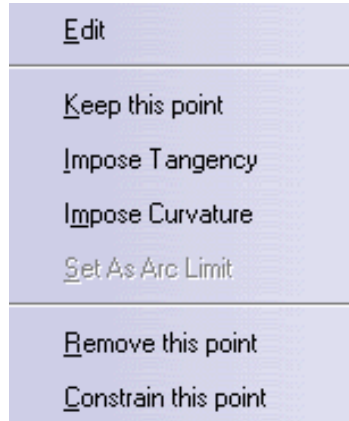 Edit
Keep this point
Impose Tangency
Impose Curvature
Set As Arc Limit
Remove this point
Constrain this point